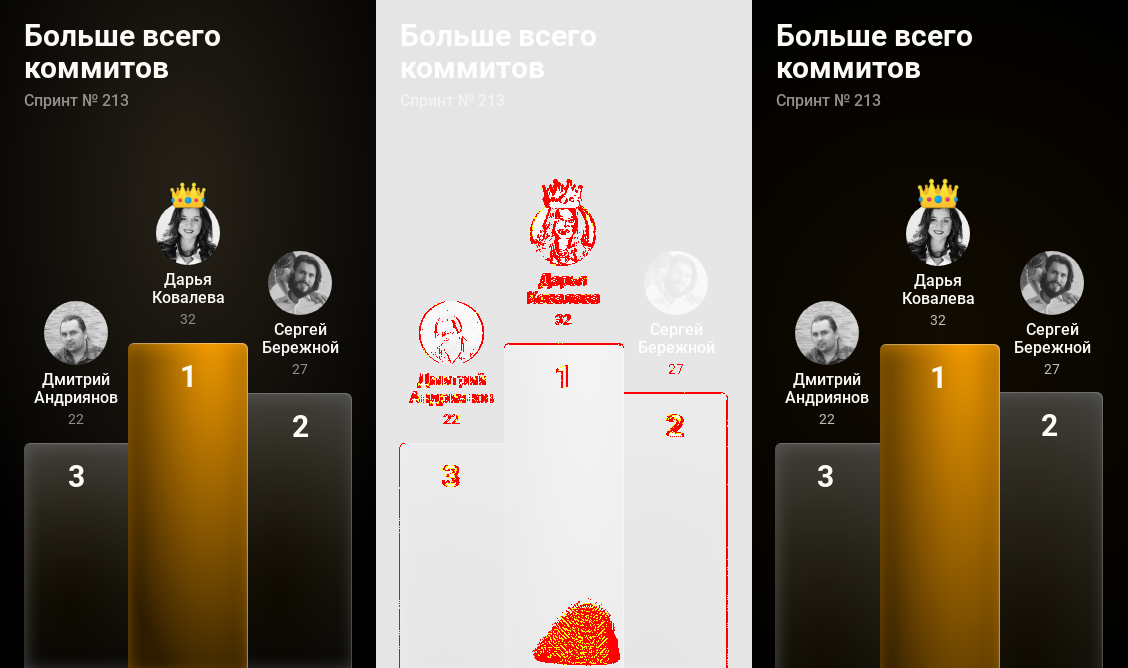 Больше всего
коммитов
Спринт № 213
Дарья
Ковалева
32
Сергей
Бережной
27
Дмитрий
Андриянов
22
1
2
3
Больше всего
коммитов
Спринт № 213
Дарья
Ковалева
32
Сергей
Бережной
27
Дмитрий
Андриянов
22
1
2
3
Больше всего
коммитов
Спринт № 213
Дарья
Ковалева
32
Сергей
Бережной
27
Дмитрий
Андриянов
22
1
2
3